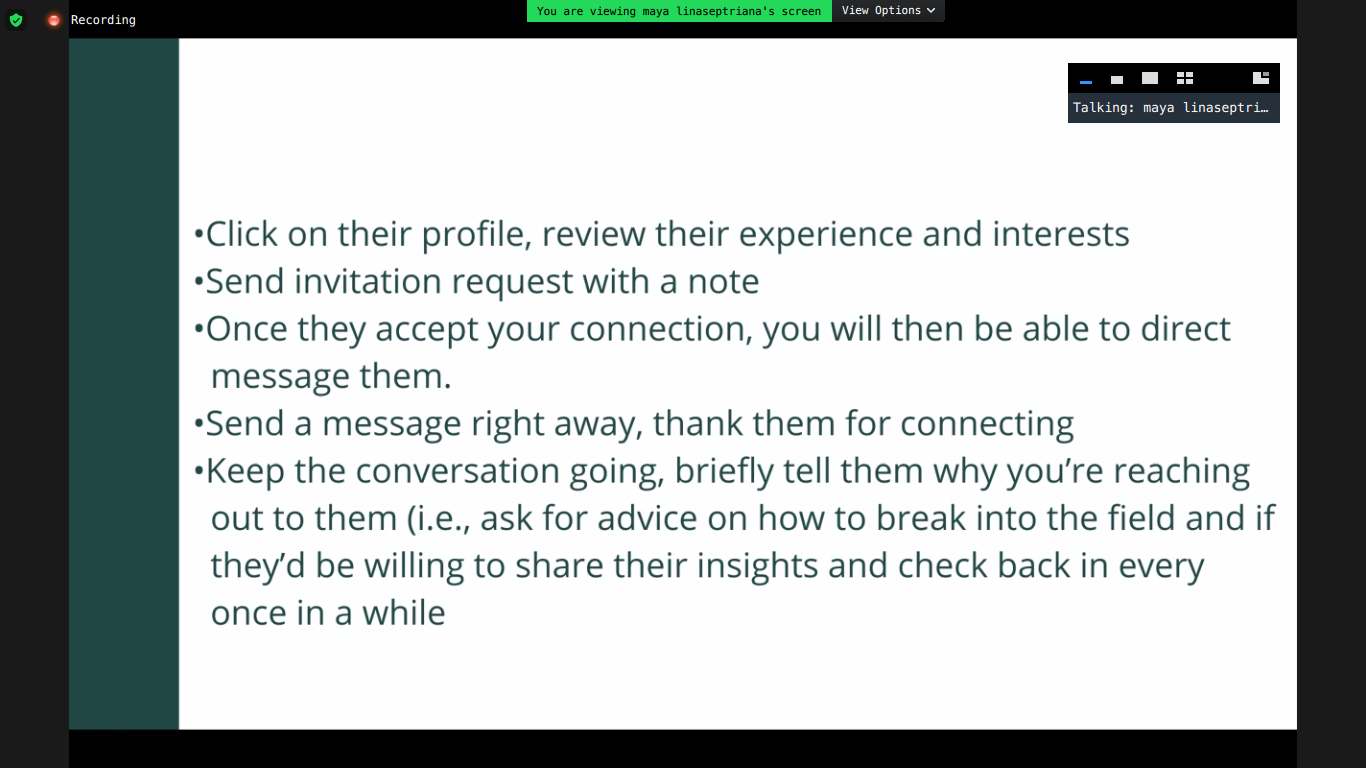 Recording
You are viewing maya linaseptriana's screen
View Options
Talking: maya linaseptri…
•Click on their profile, review their experience and interests
•Send invitation request with a note
•Once they accept your connection, you will then be able to direct
message them.
•Send a message right away, thank them for connecting
•Keep the conversation going, briefly tell them why you’re reaching
out to them (i.e., ask for advice on how to break into the field and if
they’d be willing to share their insights and check back in every
once in a while